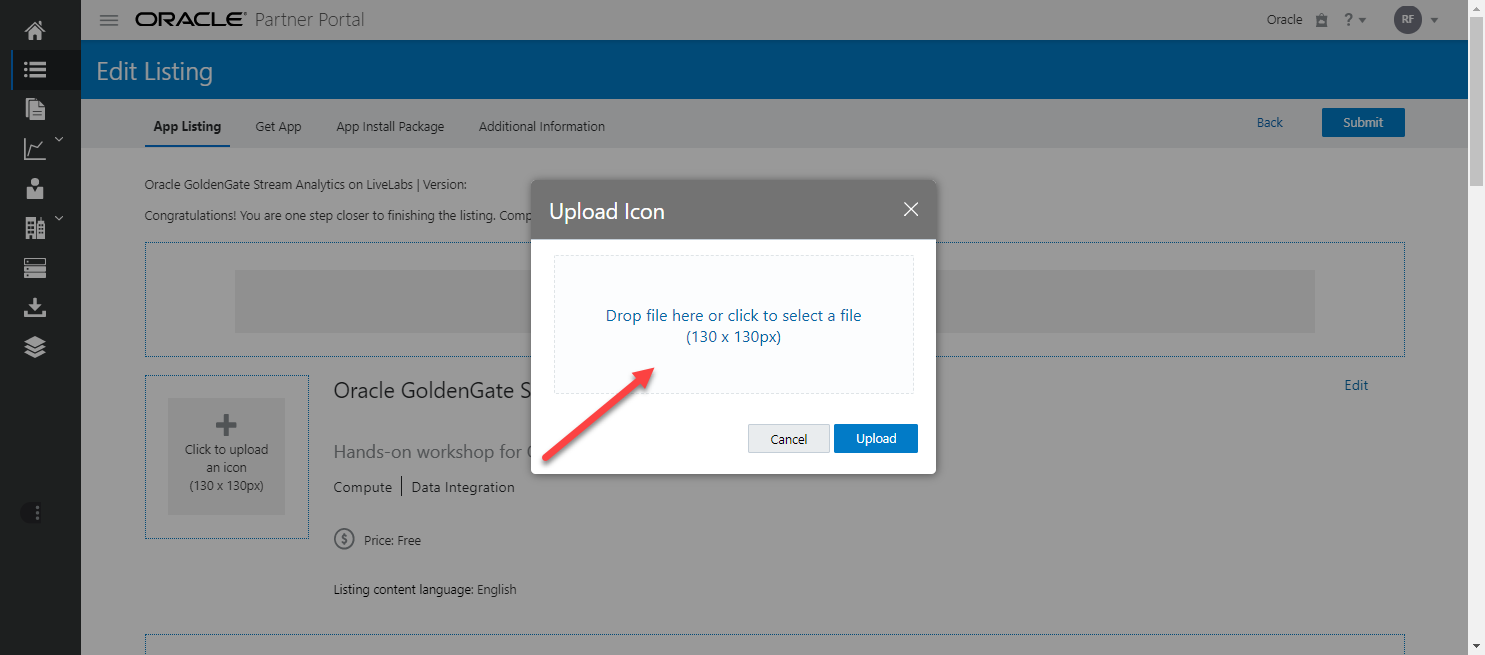 ORACLE Partner Portal
Oracle
?
RF
Edit Listing
App Listing
Get App
App Install Package
Additional Information
Back
Submit
Oracle GoldenGate Stream Analytics on LiveLabs | Version:
Congratulations! You are one step closer to finishing the listing. Comp
Upload Icon
Drop file here or click to select a file
(130 x 130px)
Cancel
Upload
Click to upload
an icon
(130 x 130px)
Oracle GoldenGate S
Edit
Hands-on workshop for
Compute | Data Integration
$ Price: Free
Listing content language: English